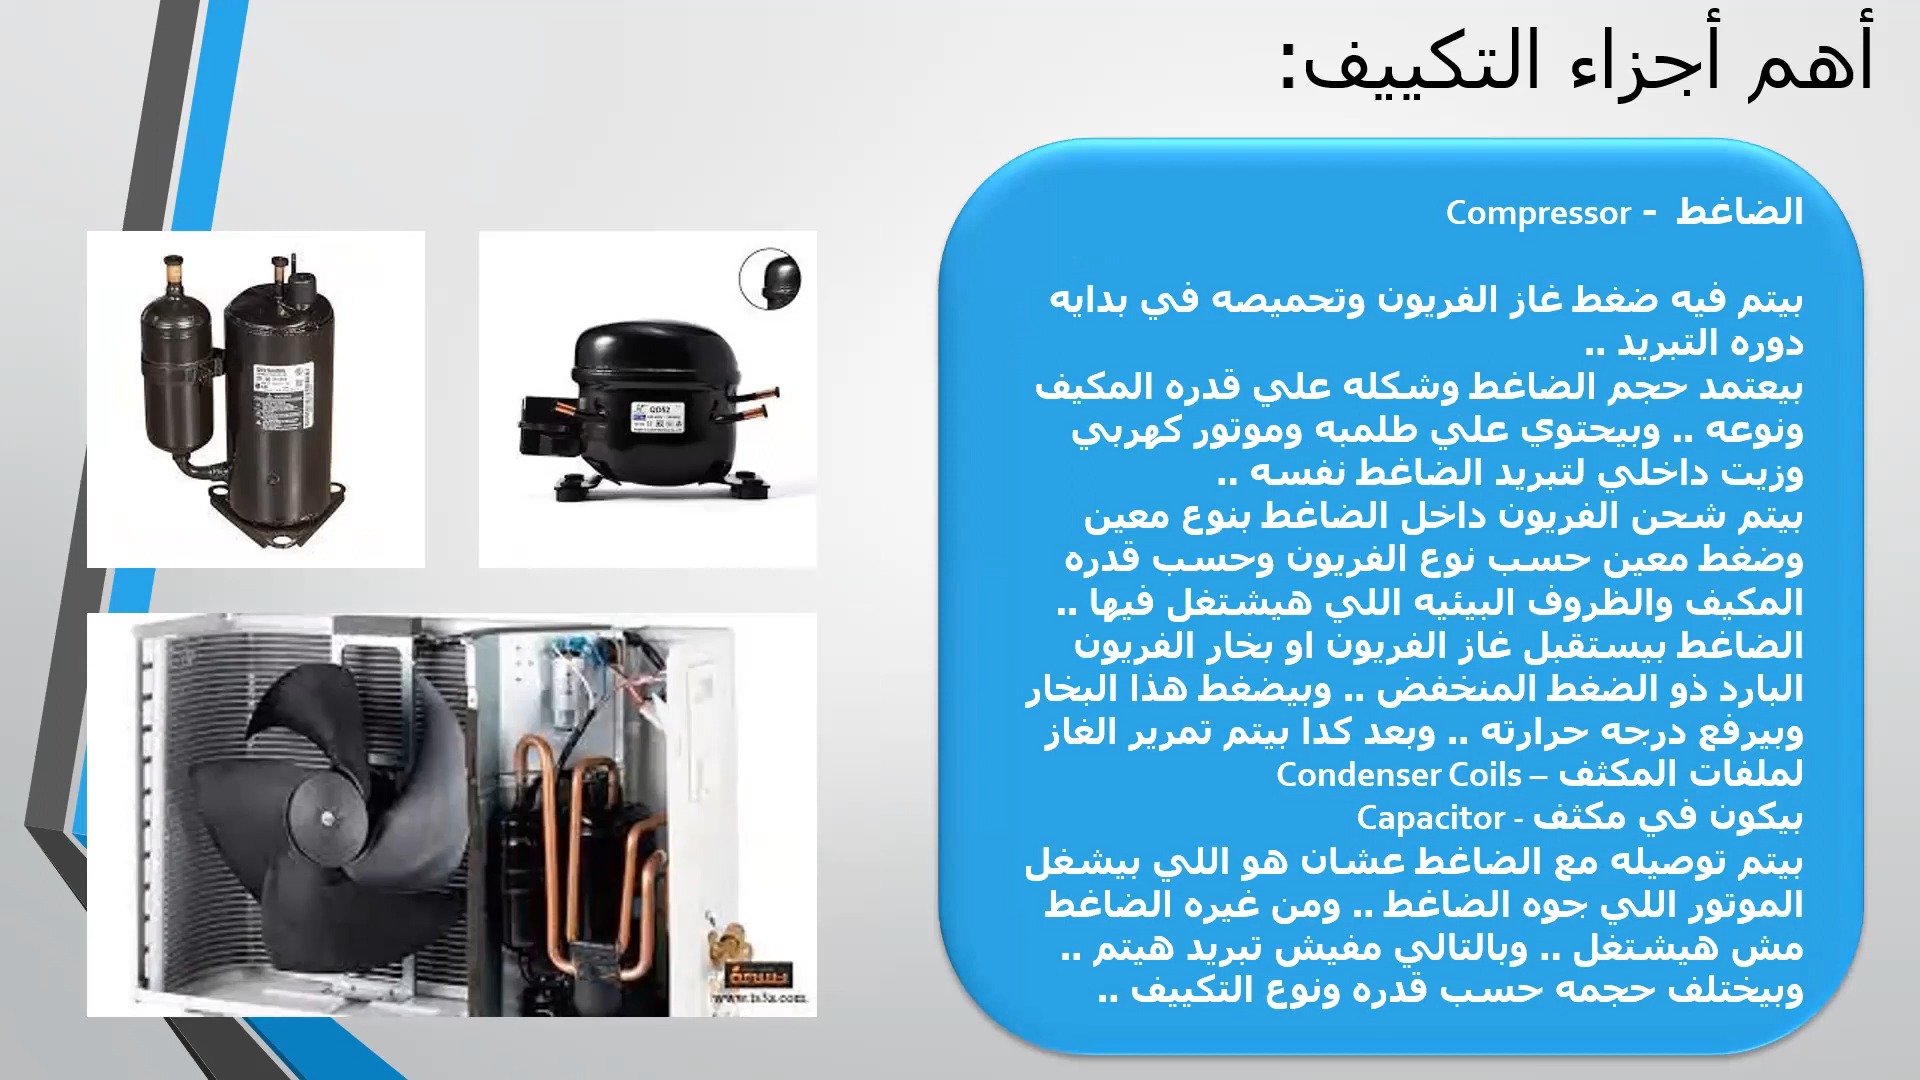 أهم أجزاء التكييف:
الضاغط - Compressor
بيتم فيه ضغط غاز الفريون وتحميصه في بدايه
دوره التبريد ..
بيعتمد حجم الضاغط وشكله علي قدره المكيف
ونوعه .. وبيحتوي علي طلمبه وموتور كهربي
وزيت داخلي لتبريد الضاغط نفسه ..
بيتم شحن الفريون داخل الضاغط بنوع معين
وضغط معين حسب نوع الفريون وحسب قدره
المكيف والظروف البيئيه اللي هيشتغل فيها ..
الضاغط بيستقبل غاز الفريون او بخار الفريون
البارد ذو الضغط المنخفض .. وبيضغط هذا البخار
وبيرفع درجه حرارته .. وبعد كدا بيتم تمرير الغاز
لملفات المكثف – Condenser Coils
بيكون في مكثف - Capacitor
بيتم توصيله مع الضاغط عشان هو اللي بيشغل
الموتور اللي جوه الضاغط .. ومن غيره الضاغط
مش هيشتغل .. وبالتالي مفيش تبريد هيتم ..
وبيختلف حجمه حسب قدره ونوع التكييف ..
QD52